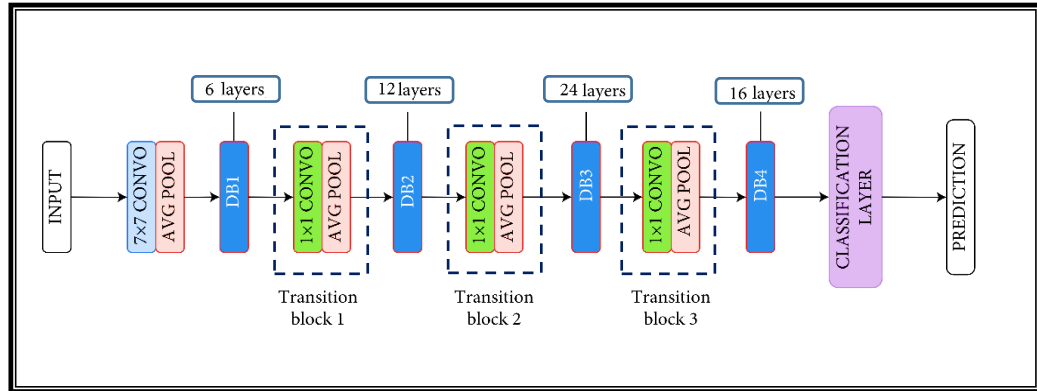 6 layers
12 layers
24 layers
16 layers
INPUT
7×7 CONVO
AVG POOL
DB1
1×1 CONVO
AVG POOL
DB2
1×1 CONVO
AVG POOL
DB3
1×1 CONVO
AVG POOL
DB4
CLASSIFICATION
LAYER
PREDICTION
Transition
block 1
Transition
block 2
Transition
block 3